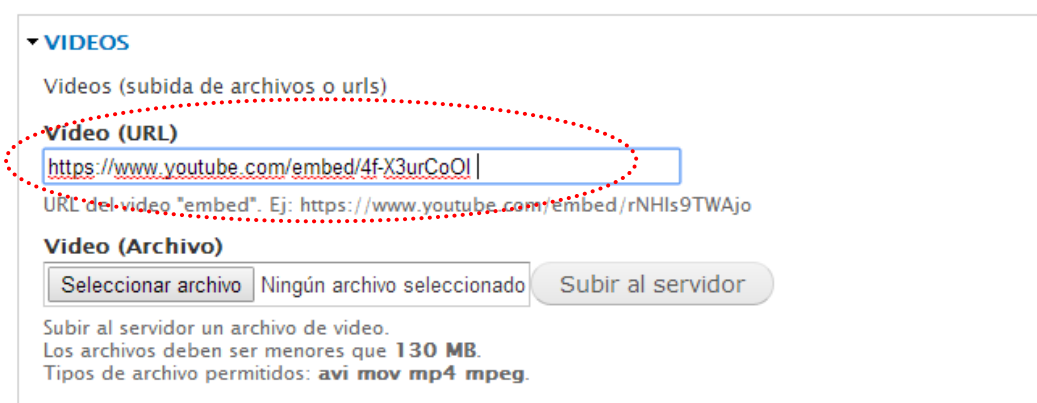 VIDEOS
Videos (subida de archivos o urls)
Video (URL)
https://www.youtube.com/embed/4f-X3urCoOI
URL del video "embed". Ej: https://www.youtube.com/embed/rNHIs9TWAjo
Video (Archivo)
Seleccionar archivo Ningún archivo seleccionado Subir al servidor
Subir al servidor un archivo de video.
Los archivos deben ser menores que 130 MB.
Tipos de archivo permitidos: avi mov mp4 mpeg.